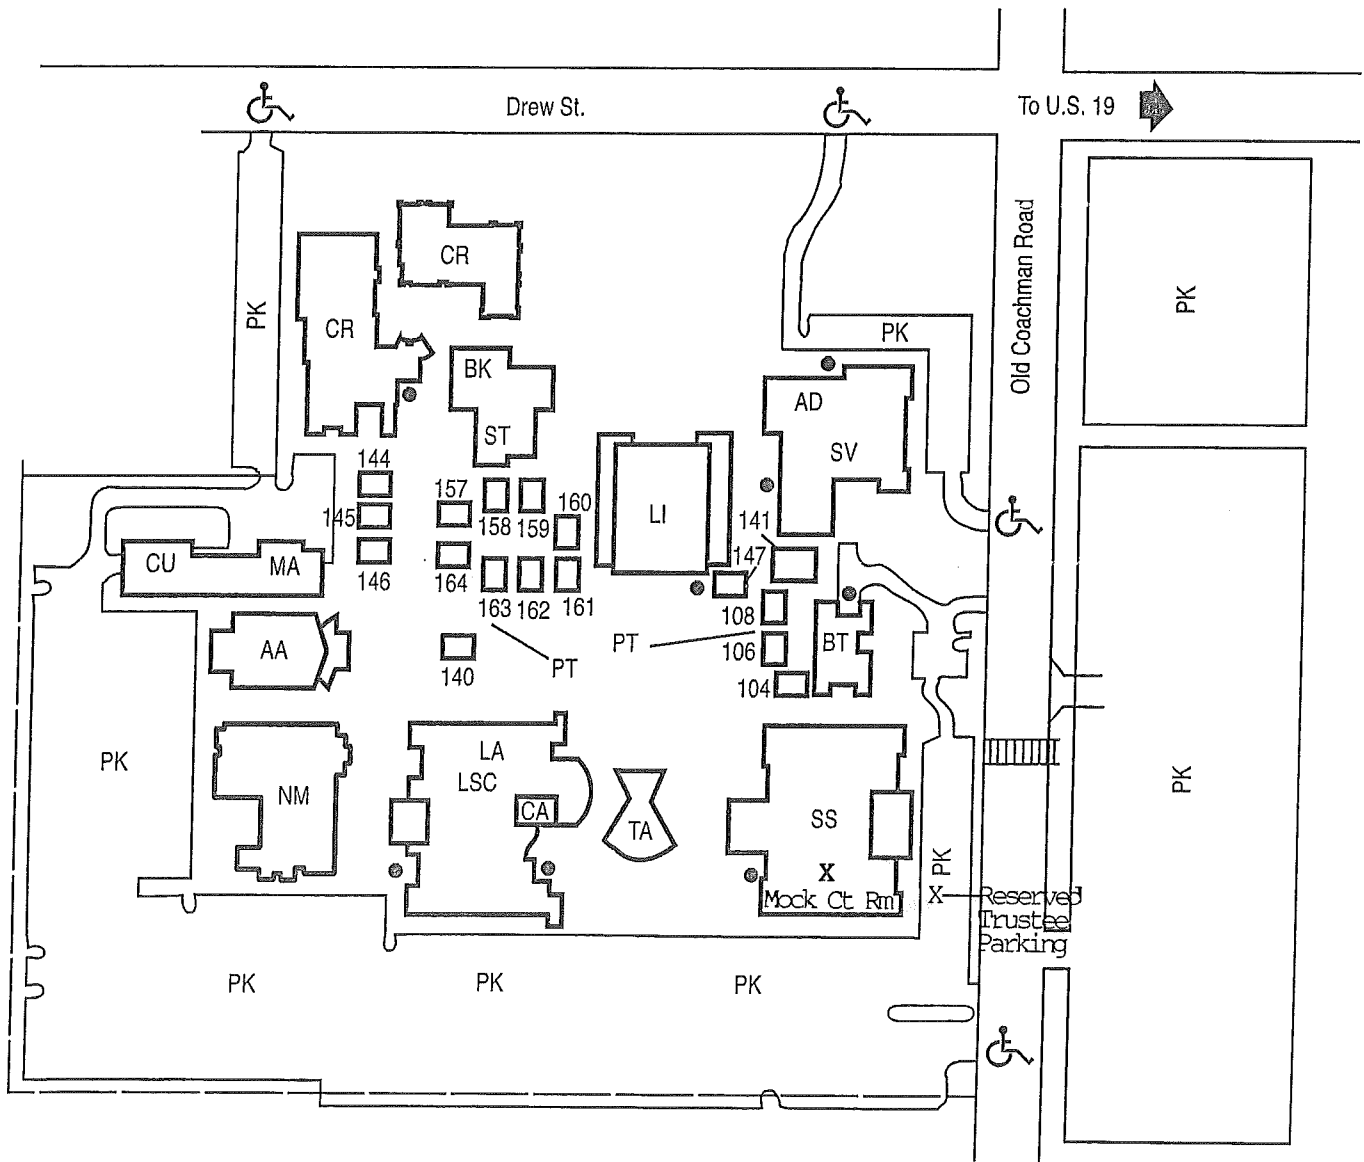 Drew St.
To U.S. 19
Old Coachman Road
CR
CR
PK
PK
PK
BK
ST
AD
SV
144
157
160
145
158
159
LI
141
147
CU
MA
146
164
163
162
161
108
106
104
BT
AA
140
PT
PT
PK
NM
LA
LSC
CA
TA
SS
X
Mock Ct Rm
PK
X
Reserved
Trustee
Parking
PK
PK
PK
PK